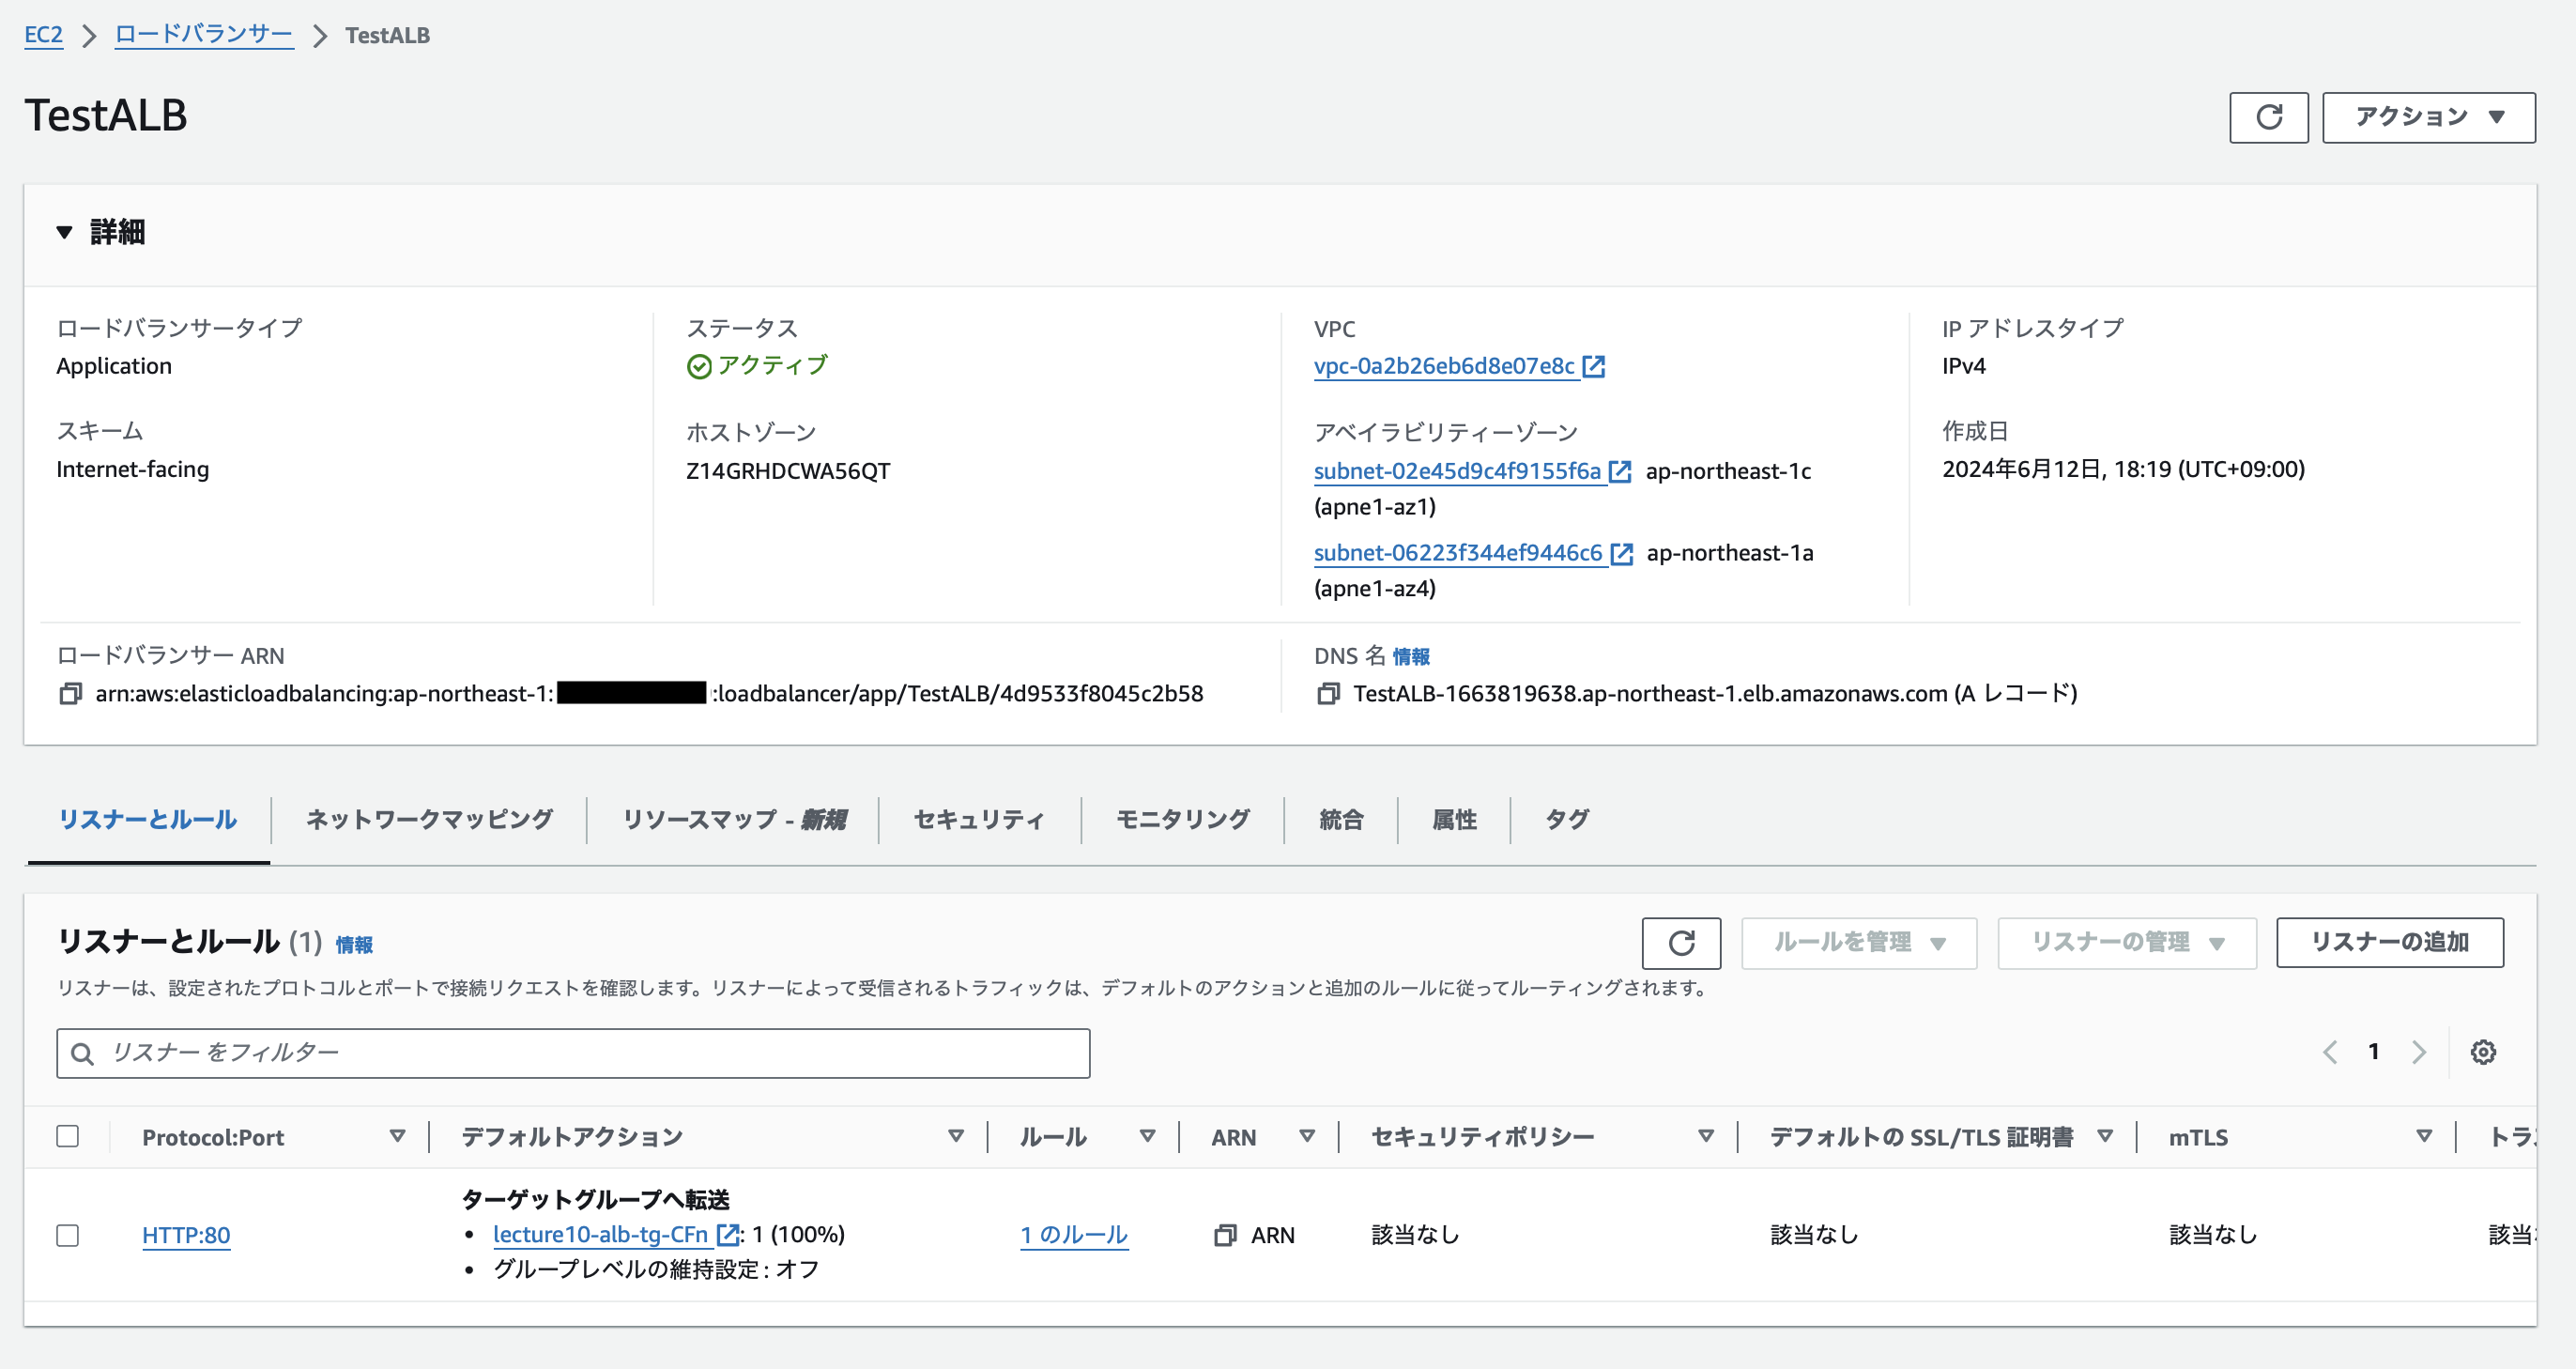 EC2 > ロードバランサー > TestALB
TestALB
アクション
詳細
ロードバランサータイプ
Application
ステータス
アクティブ
VPC
vpc-0a2b26eb6d8e07e8c
IP アドレスタイプ
IPv4
スキーム
Internet-facing
ホストゾーン
Z14GRHDCWA56QT
アベイラビリティーゾーン
subnet-02e45d9c4f9155f6a ap-northeast-1c
(apne1-az1)
subnet-06223f344ef9446c6 ap-northeast-1a
(apne1-az4)
作成日
2024年6月12日, 18:19 (UTC+09:00)
ロードバランサー ARN
arn:aws:elasticloadbalancing:ap-northeast-1: :loadbalancer/app/TestALB/4d9533f8045c2b58
DNS 名 情報
TestALB-1663819638.ap-northeast-1.elb.amazonaws.com (A レコード)
リスナーとルール ネットワークマッピング リソースマップ - 新規 セキュリティ モニタリング 統合 属性 タグ
リスナーとルール (1) 情報
ルールを管理 リスナーの管理 リスナーの追加
リスナーは、設定されたプロトコルとポートで接続リクエストを確認します。リスナーによって受信されるトラフィックは、デフォルトのアクションと追加のルールに従ってルーティングされます。
リスナー をフィルター
1
Protocol:Port デフォルトアクション ルール ARN セキュリティポリシー デフォルトの SSL/TLS 証明書 mTLS トラ
HTTP:80
ターゲットグループへ転送
• lecture10-alb-tg-CFn : 1 (100%)
• グループレベルの維持設定 : オフ
1 のルール ARN 該当なし 該当なし 該当なし 該当